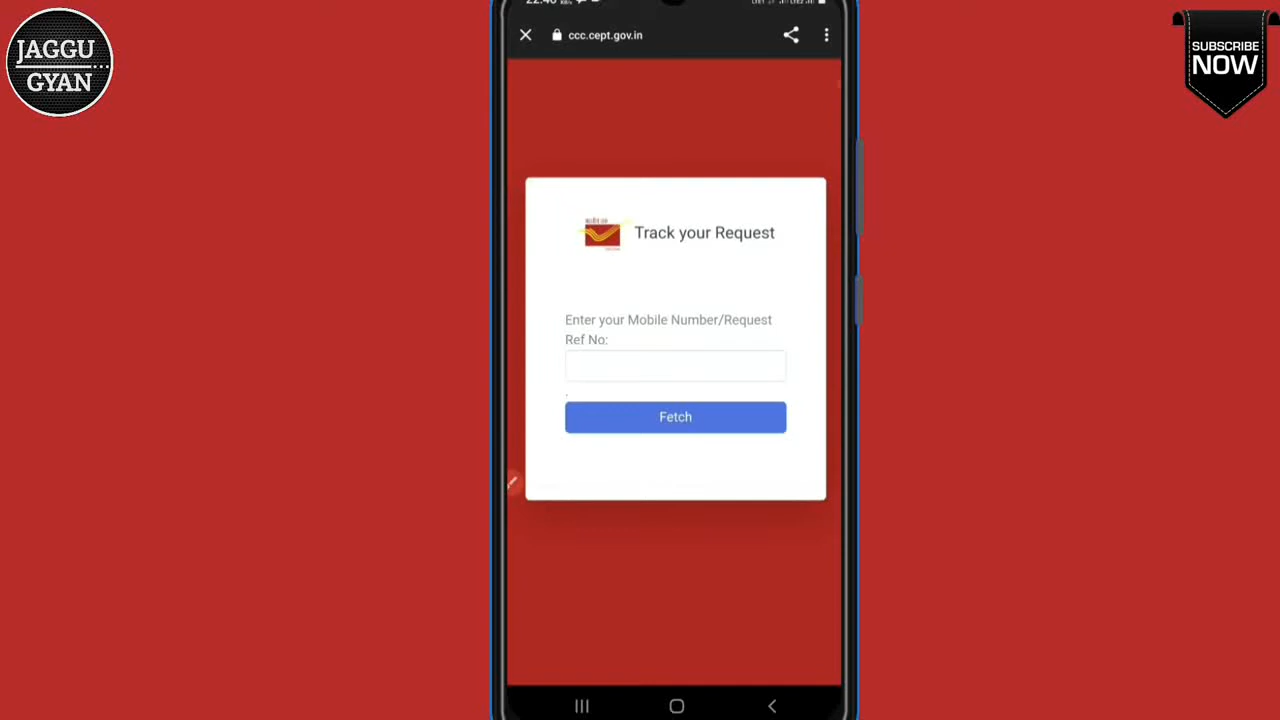 JAGGU
GYAN
SUBSCRIBE
NOW
ccc.cept.gov.in
Track your Request
Enter your Mobile Number/Request
Ref No:
Fetch